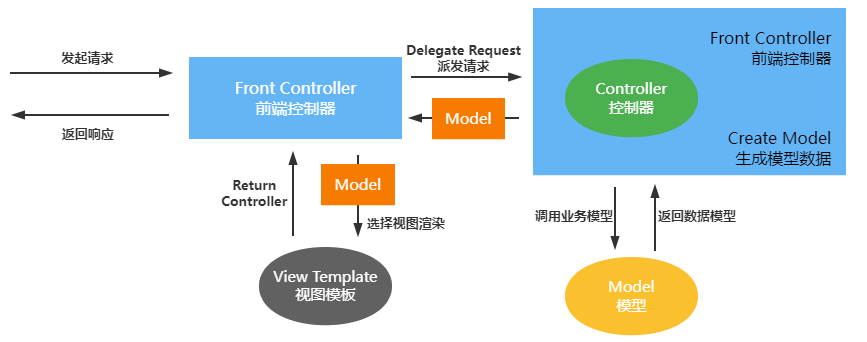 发起请求
返回响应
Front Controller
前端控制器
Delegate Request
派发请求
Model
Return
Controller
Model
选择视图渲染
View Template
视图模板
Front Controller
前端控制器
Controller
控制器
Create Model
生成模型数据
调用业务模型
返回数据模型
Model
模型